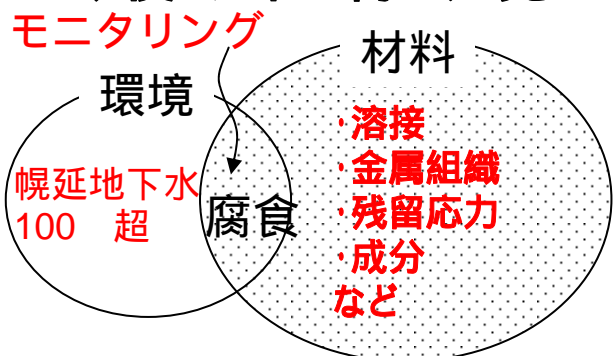 モニタリング
材料
環境
・溶接
・金属組織
・残留応力
・成分
など
幌延地下水
100 超
腐食